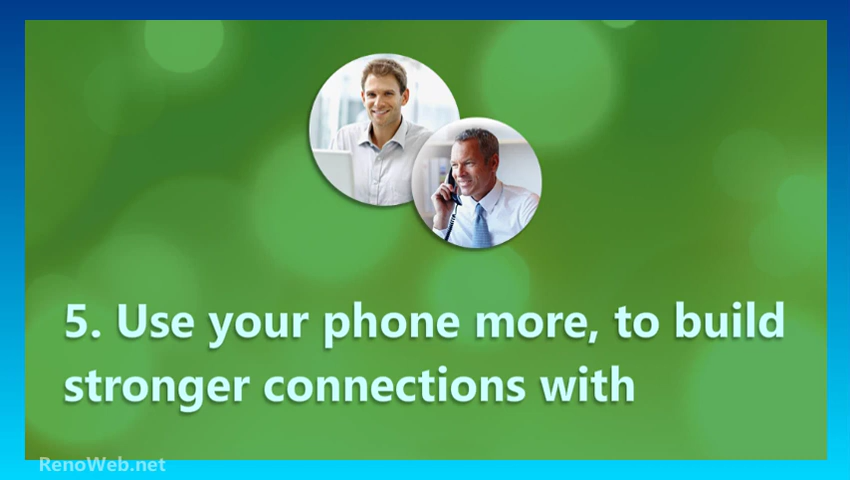 5. Use your phone more, to build
stronger connections with
RenoWeb.net